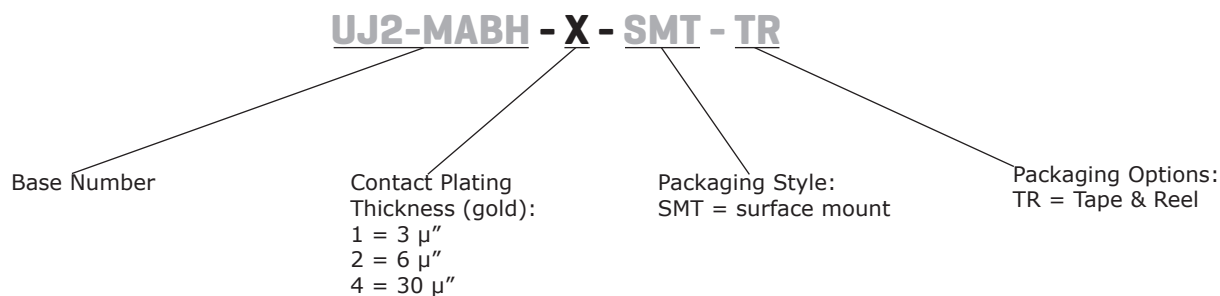 UJ2-MABH - X - SMT - TR
Base Number
Contact Plating
Thickness (gold):
1 = 3 µ”
2 = 6 µ”
4 = 30 µ”
Packaging Style:
SMT = surface mount
Packaging Options:
TR = Tape & Reel